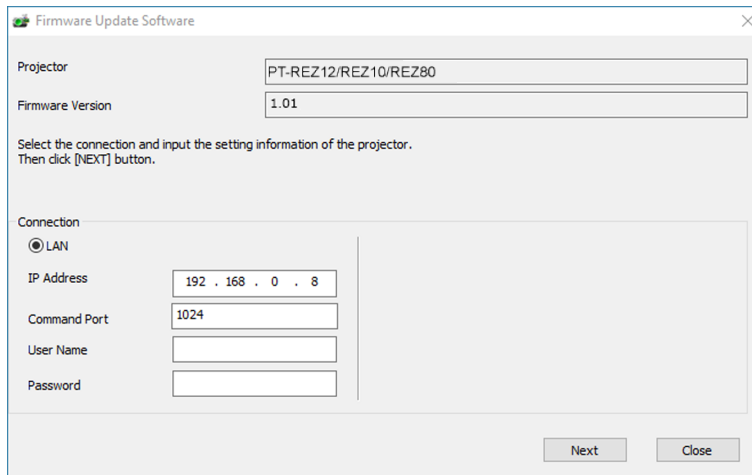 Firmware Update Software
Projector
PT-REZ12/REZ10/REZ80
Firmware Version
1.01
Select the connection and input the setting information of the projector.
Then click [NEXT] button.
Connection
LAN
IP Address
192 . 168 . 0 . 8
Command Port
1024
User Name
Password
Next
Close